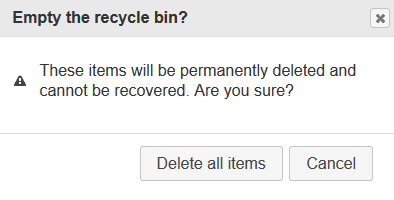 Empty the recycle bin?
These items will be permanently deleted and
cannot be recovered. Are you sure?
Delete all items
Cancel